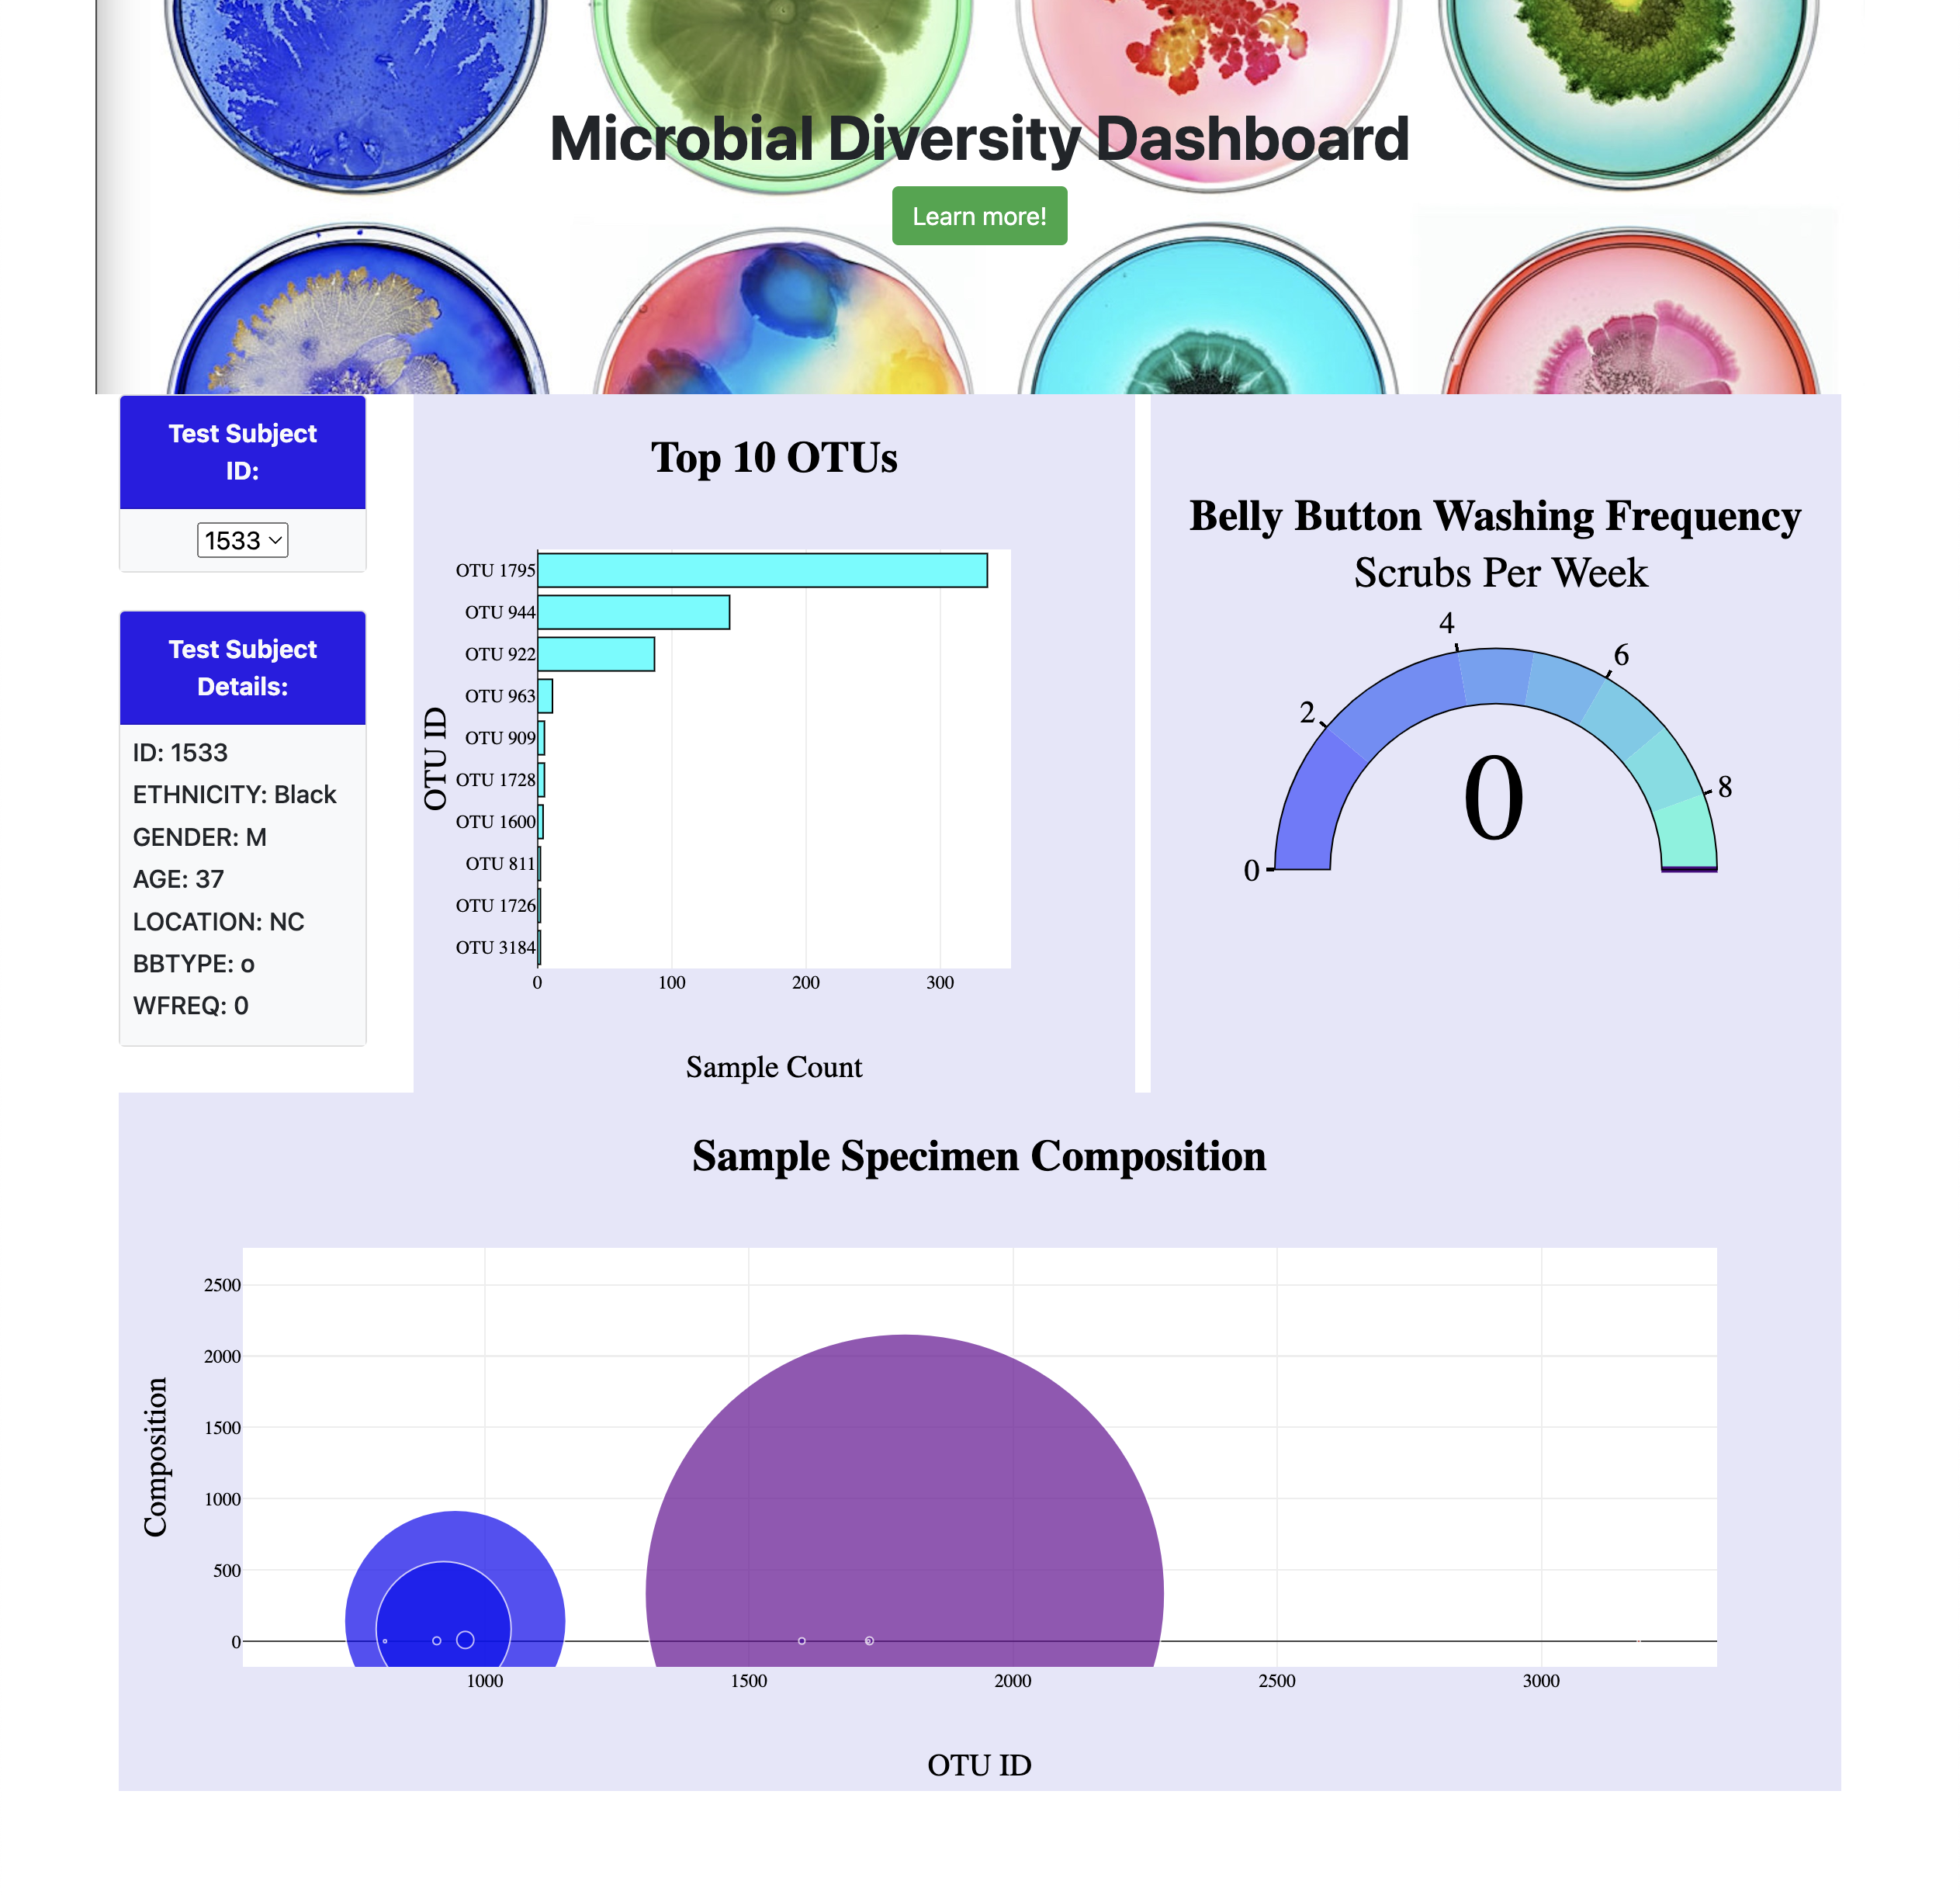 Microbial Diversity Dashboard
Learn more!
Test Subject
ID:
1533
Test Subject
Details:
ID: 1533
ETHNICITY: Black
GENDER: M
AGE: 37
LOCATION: NC
BBTYPE: o
WFREQ: 0
Top 10 OTUs
OTU ID
OTU 1795
OTU 944
OTU 922
OTU 963
OTU 909
OTU 1728
OTU 1600
OTU 811
OTU 1726
OTU 3184
0 100 200 300
Sample Count
Belly Button Washing Frequency
Scrubs Per Week
0
2
4
6
8
0
Sample Specimen Composition
Composition
2500
2000
1500
1000
500
0
1000 1500 2000 2500 3000
OTU ID